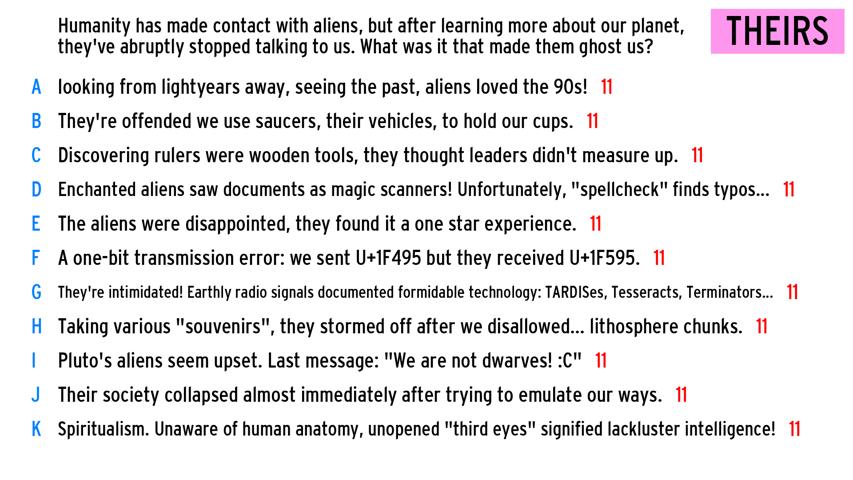 Humanity has made contact with aliens, but after learning more about our planet,
they've abruptly stopped talking to us. What was it that made them ghost us?
THEIRS
A looking from lightyears away, seeing the past, aliens loved the 90s! 11
B They're offended we use saucers, their vehicles, to hold our cups. 11
C Discovering rulers were wooden tools, they thought leaders didn't measure up. 11
D Enchanted aliens saw documents as magic scanners! Unfortunately, "spellcheck" finds typos... 11
E The aliens were disappointed, they found it a one star experience. 11
F A one-bit transmission error: we sent U+1F495 but they received U+1F595. 11
G They're intimidated! Earthly radio signals documented formidable technology: TARDISes, Tesseracts, Terminators... 11
H Taking various "souvenirs", they stormed off after we disallowed... lithosphere chunks. 11
I Pluto's aliens seem upset. Last message: "We are not dwarves! :C" 11
J Their society collapsed almost immediately after trying to emulate our ways. 11
K Spiritualism. Unaware of human anatomy, unopened "third eyes" signified lackluster intelligence! 11